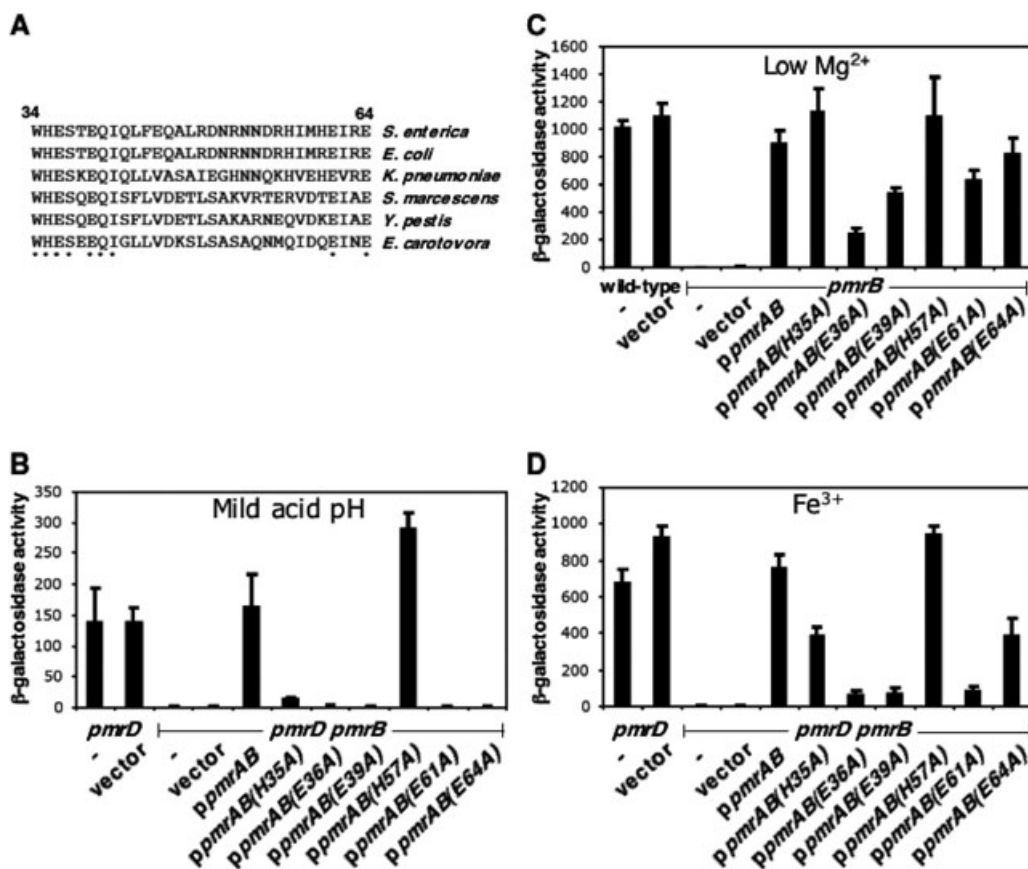 A
34 64
WHESTEQIQLFEQALRDNRNNDRHIMHEIRE S. enterica
WHESTEQIQLFEQALRDNRNNDRHIMREIRE E. coli
WHESKEQIQLLVASAIEGHNNQKHVEHEVRE K. pneumoniae
WHESQEQISFLVDETLSAKVRTERVDTEIAE S. marcescens
WHESQEQISFLVDETLSAKARNEQVDKEIAE Y. pestis
WHESEEQIGLLVDKSLSASAQNMQIDQEINE E. carotovora
**** *** * *
B
Mild acid pH
β-galactosidase activity
350
300
250
200
150
100
50
0
pmrD
pmrD pmrB
-
vector
-
vector
ppmrAB
ppmrAB(H35A)
ppmrAB(E36A)
ppmrAB(E39A)
ppmrAB(H57A)
ppmrAB(E61A)
ppmrAB(E64A)
C
Low Mg2+
β-galactosidase activity
1600
1400
1200
1000
800
600
400
200
0
wild-type
pmrB
-
vector
-
vector
ppmrAB
ppmrAB(H35A)
ppmrAB(E36A)
ppmrAB(E39A)
ppmrAB(H57A)
ppmrAB(E61A)
ppmrAB(E64A)
D
Fe3+
β-galactosidase activity
1200
1000
800
600
400
200
0
pmrD
pmrD pmrB
-
vector
-
vector
ppmrAB
ppmrAB(H35A)
ppmrAB(E36A)
ppmrAB(E39A)
ppmrAB(H57A)
ppmrAB(E61A)
ppmrAB(E64A)